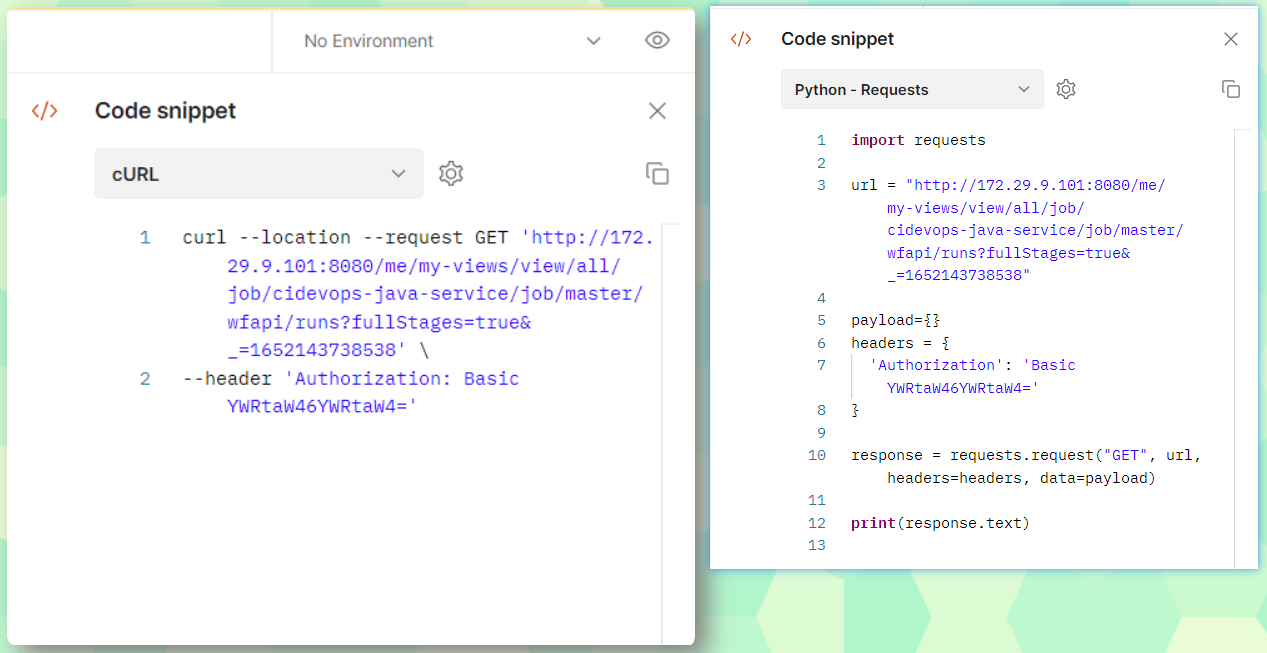 No Environment
</> Code snippet
cURL
1 curl --location --request GET 'http://172.
29.9.101:8080/me/my-views/view/all/
job/cidevops-java-service/job/master/
wfapi/runs?fullStages=true&
_=1652143738538' \
2 --header 'Authorization: Basic
YWRtaW46YWRtaW4='
</> Code snippet
Python - Requests
1 import requests
2
3 url = "http://172.29.9.101:8080/me/
my-views/view/all/job/
cidevops-java-service/job/master/
wfapi/runs?fullStages=true&
_=1652143738538"
4
5 payload={}
6 headers = {
7 'Authorization': 'Basic
YWRtaW46YWRtaW4='
8 }
9
10 response = requests.request("GET", url,
headers=headers, data=payload)
11
12 print(response.text)
13